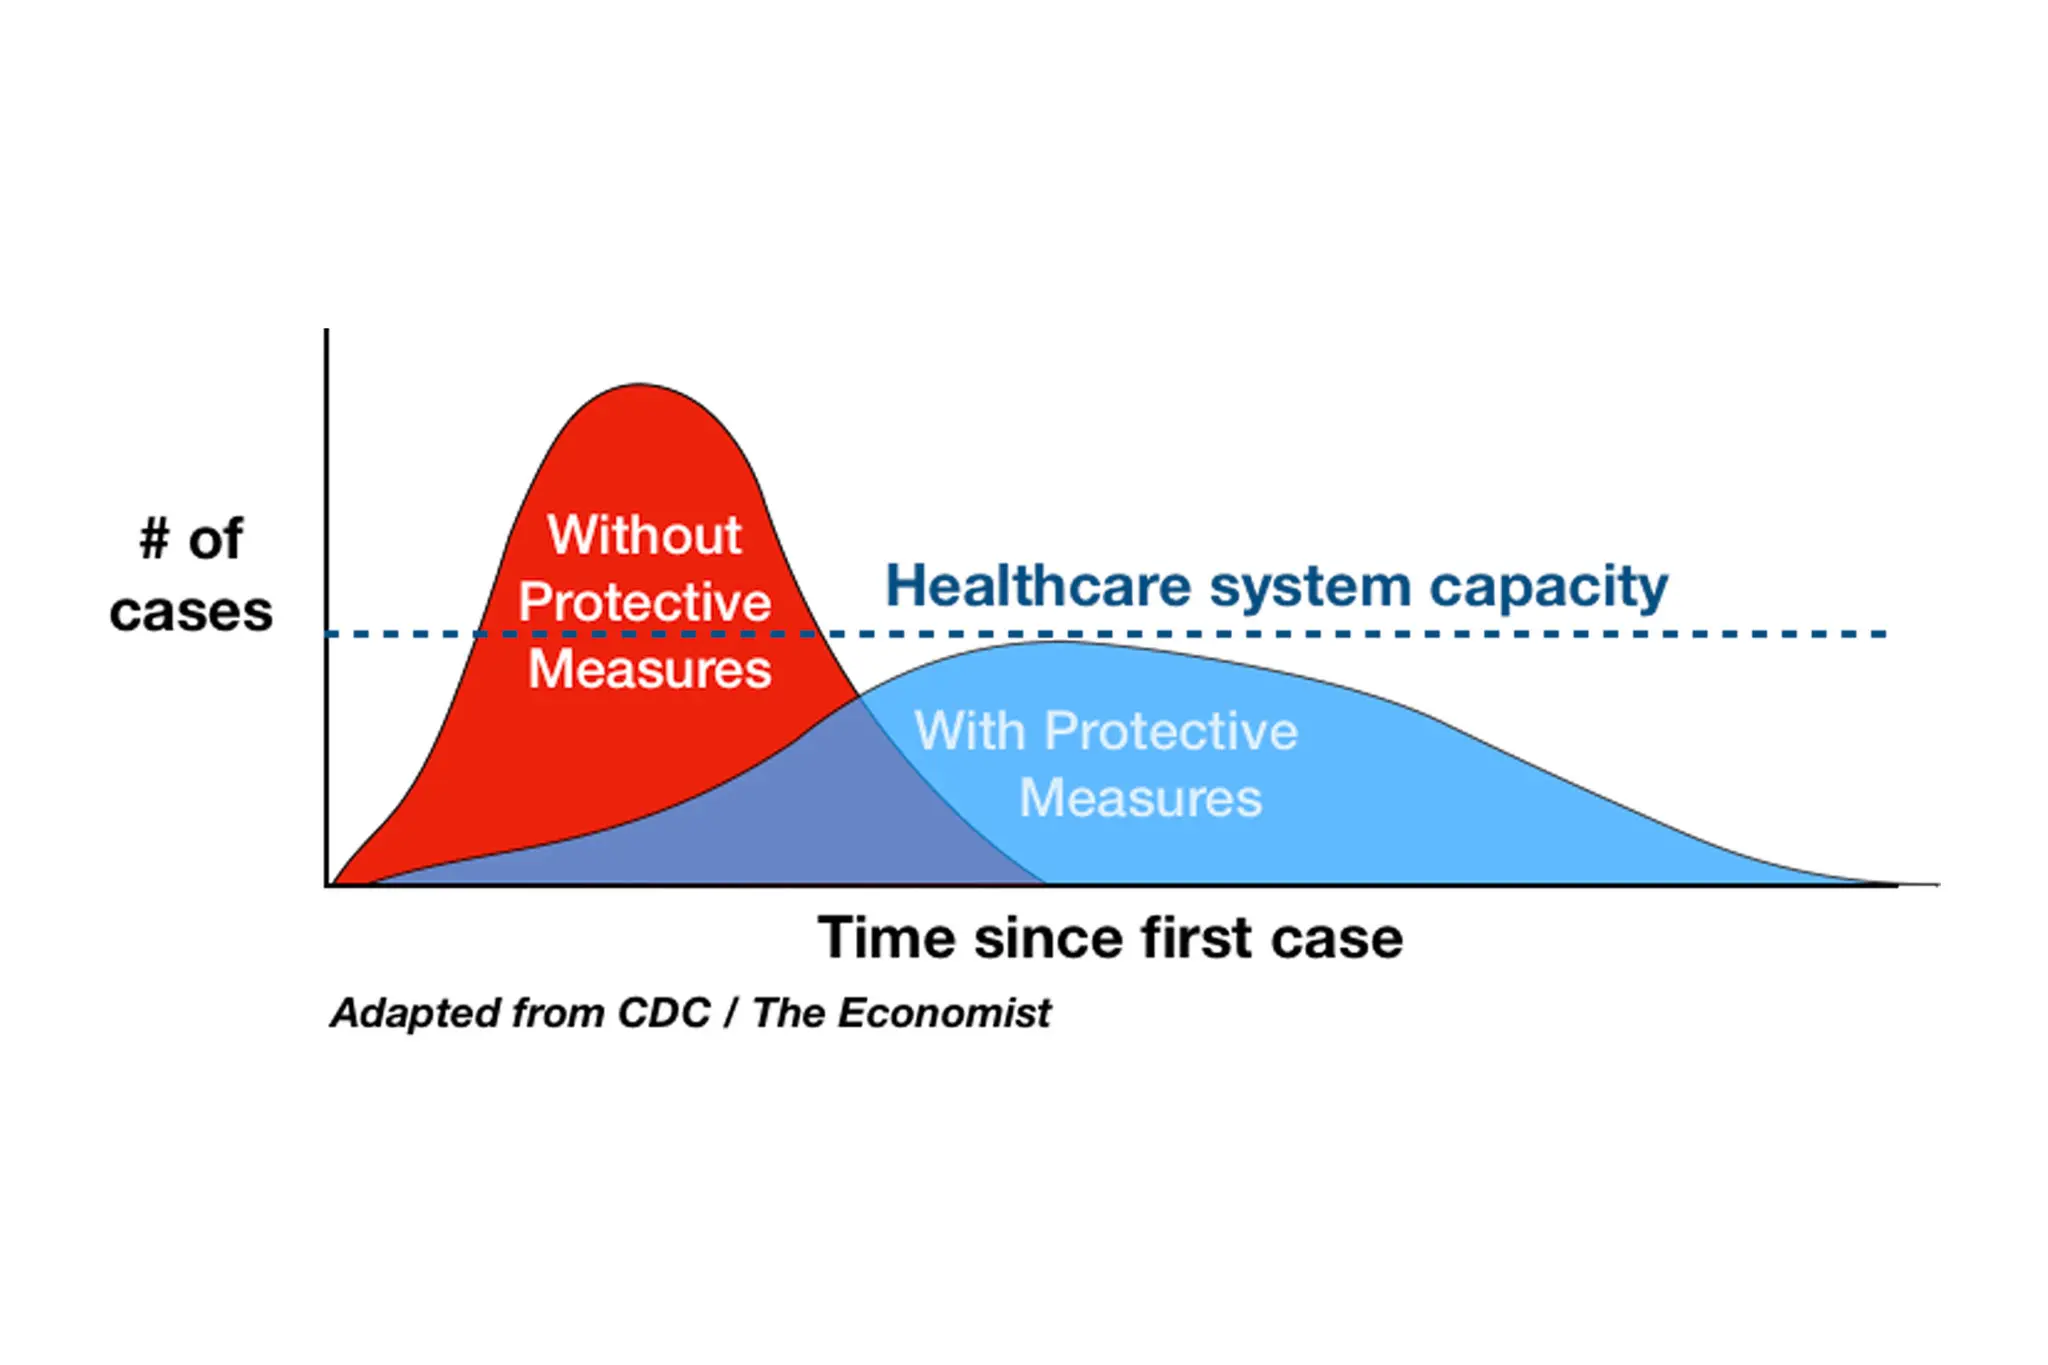 # of
cases
Without
Protective
Measures
Healthcare system capacity
With Protective
Measures
Time since first case
Adapted from CDC / The Economist